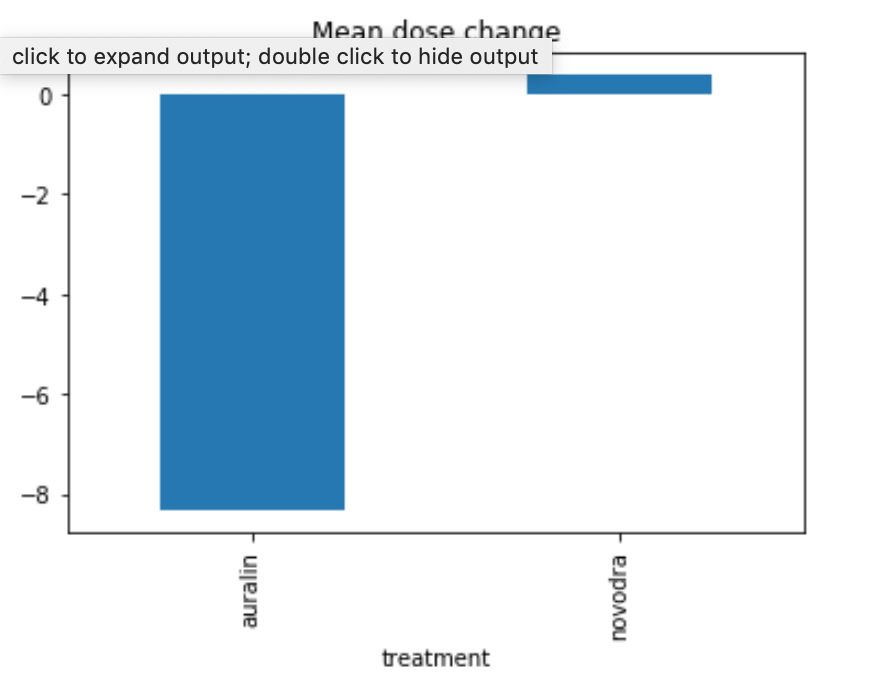 Mean dose change
click to expand output; double click to hide output
0
−2
−4
−6
−8
auralin
novodra
treatment